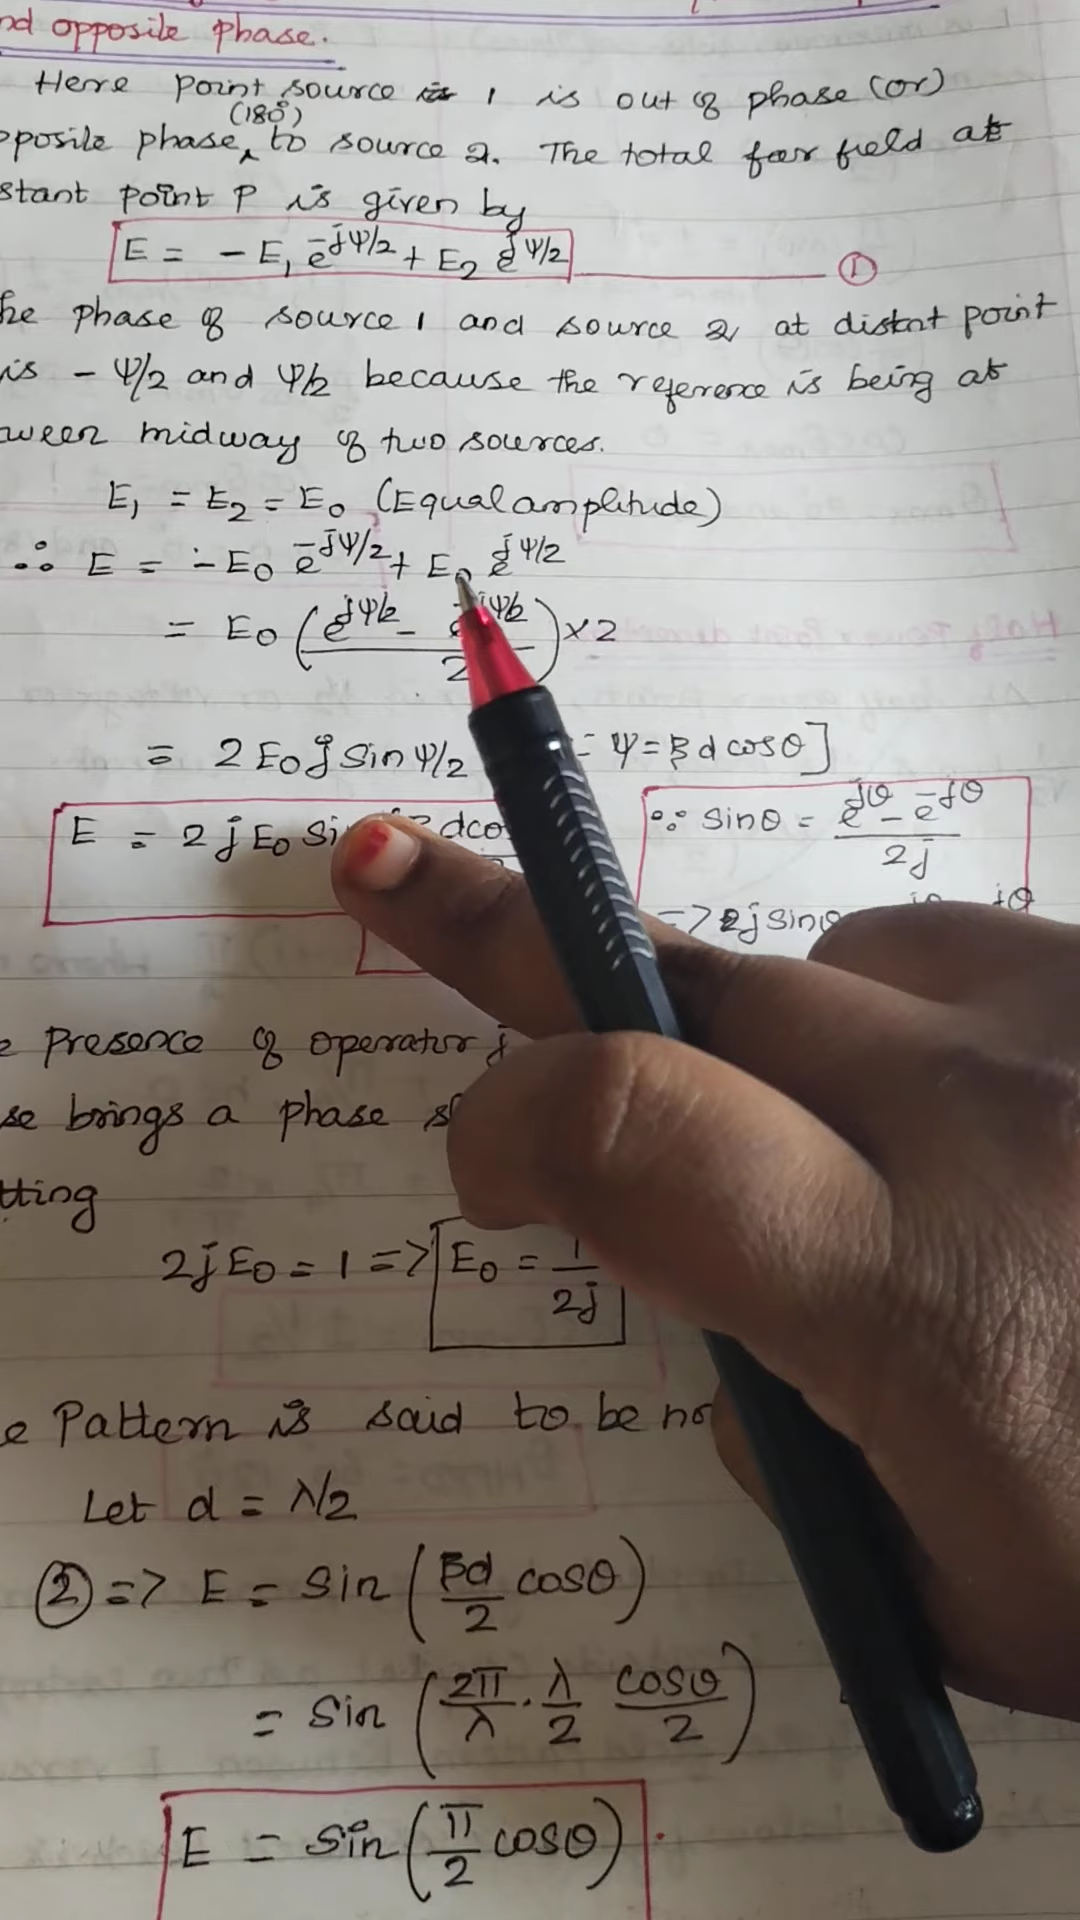 nd opposite phase.
Here point source 1 is out of phase (or)
(180°)
pposite phase, to source 2. The total far field at
stant point P is given by
E = - E₁ e^-jψ/2 + E₂ e^jψ/2 ①
he phase of source 1 and source 2 at distnt point
is - ψ/2 and ψ/2 because the reference is being at
ween midway of two sources.
E₁ = E₂ = E₀ (Equal amplitude)
∴ E = - E₀ e^-jψ/2 + E₀ e^jψ/2
= E₀ (e^jψ/2 - e^-jψ/2 / 2) × 2
= 2 E₀ j sin ψ/2 ψ = βd cosθ]
E = 2 j E₀
∵ sinθ = e^jθ - e^-jθ / 2j
=> 2j sinθ
Presence of operator j
se brings a phase
tting
2jE₀ = 1 => E₀ = 1/2j
e Pattern is said to be
Let d = λ/2
② => E = sin (βd/2 cosθ)
= sin (2π/λ · λ/2 cosθ/2)
E = sin (π/2 cosθ)